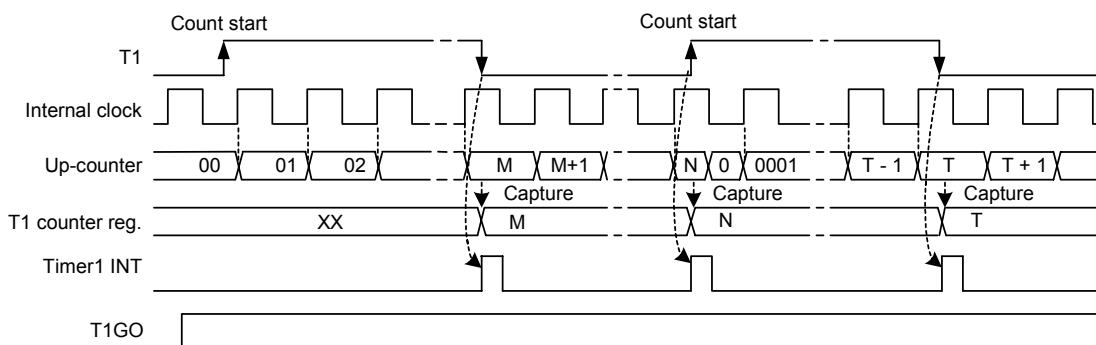 Count start Count start
T1
Internal clock
Up-counter 00 01 02 M M+1 N 0 0001 T - 1 T T + 1
Capture Capture Capture
T1 counter reg. XX M N T
Timer1 INT
T1GO